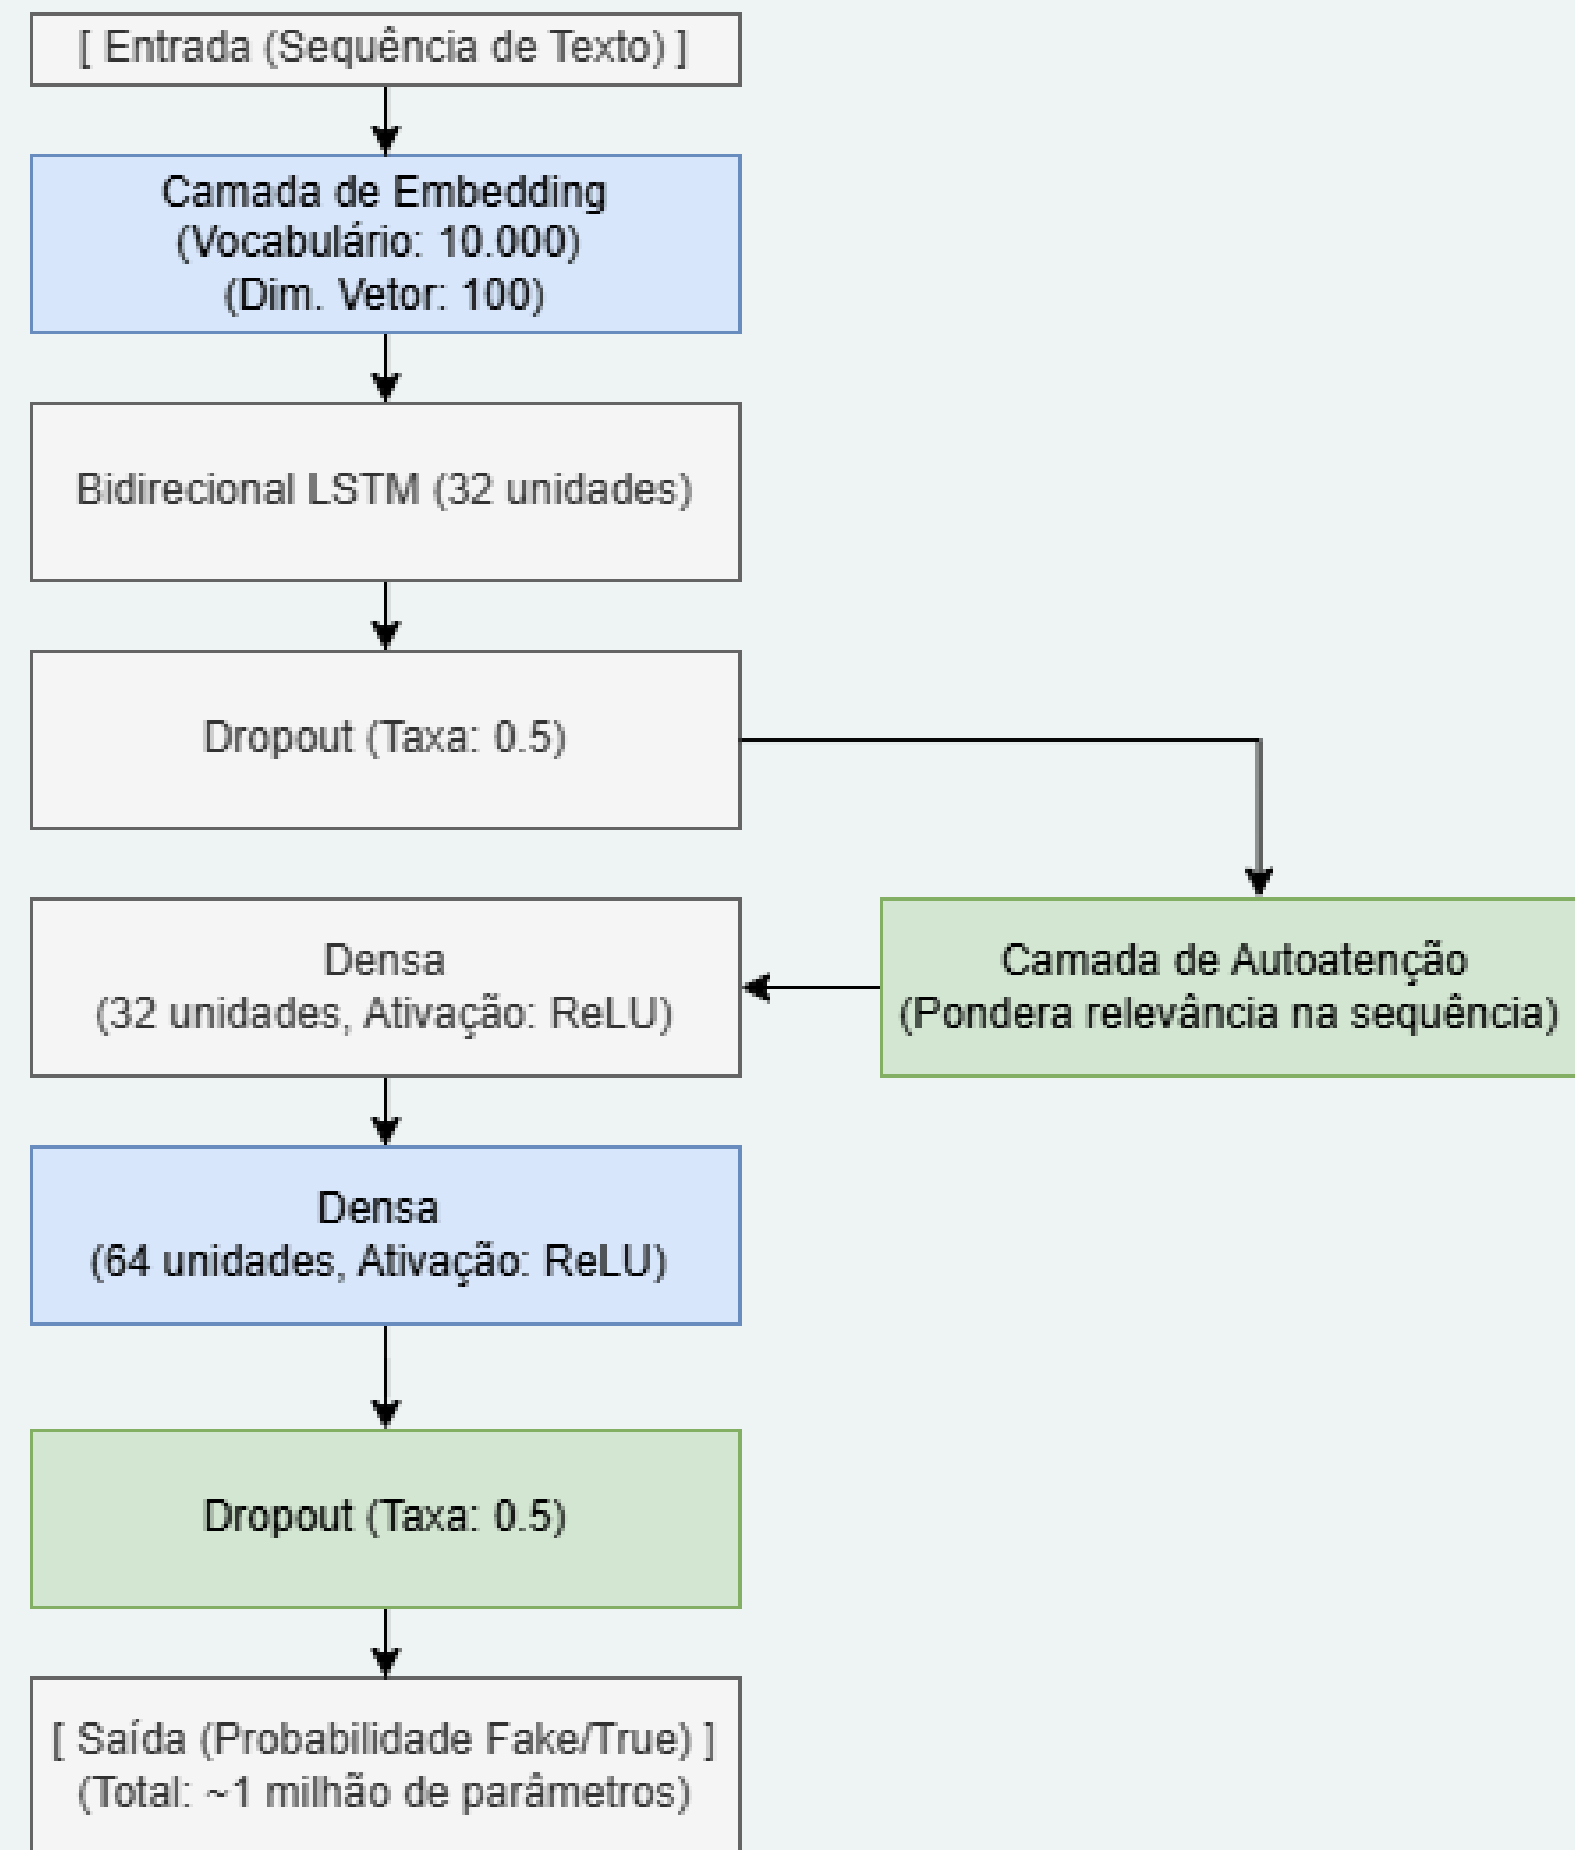 [ Entrada (Sequência de Texto) ]
Camada de Embedding
(Vocabulário: 10.000)
(Dim. Vetor: 100)
Bidirecional LSTM (32 unidades)
Dropout (Taxa: 0.5)
Camada de Autoatenção
(Pondera relevância na sequência)
Densa
(32 unidades, Ativação: ReLU)
Densa
(64 unidades, Ativação: ReLU)
Dropout (Taxa: 0.5)
[ Saída (Probabilidade Fake/True) ]
(Total: ~1 milhão de parâmetros)